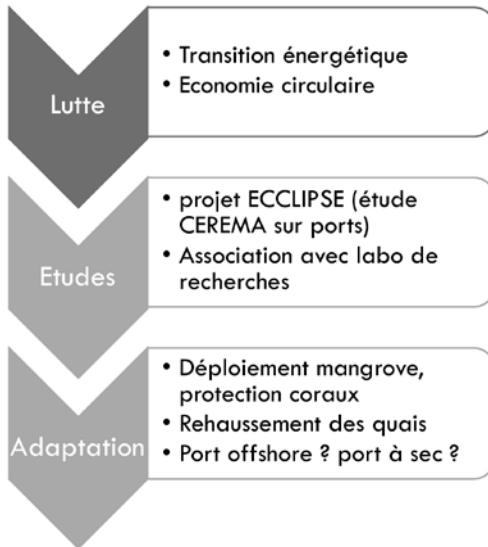 Lutte
• Transition énergétique
• Economie circulaire
Etudes
• projet ECCLIPSE (étude
CEREMA sur ports)
• Association avec labo de
recherches
Adaptation
• Déploiement mangrove,
protection coraux
• Rehaussement des quais
• Port offshore ? port à sec ?